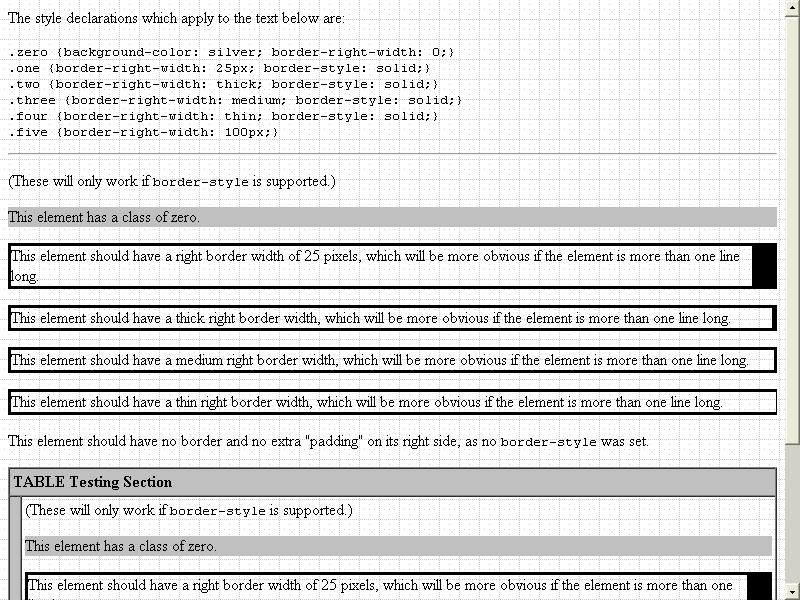 The style declarations which apply to the text below are:
.zero {background-color: silver; border-right-width: 0;}
.one {border-right-width: 25px; border-style: solid;}
.two {border-right-width: thick; border-style: solid;}
.three {border-right-width: medium; border-style: solid;}
.four {border-right-width: thin; border-style: solid;}
.five {border-right-width: 100px;}
(These will only work if border-style is supported.)
This element has a class of zero.
This element should have a right border width of 25 pixels, which will be more obvious if the element is more than one line
long.
This element should have a thick right border width, which will be more obvious if the element is more than one line long.
This element should have a medium right border width, which will be more obvious if the element is more than one line long.
This element should have a thin right border width, which will be more obvious if the element is more than one line long.
This element should have no border and no extra "padding" on its right side, as no border-style was set.
TABLE Testing Section
(These will only work if border-style is supported.)
This element has a class of zero.
This element should have a right border width of 25 pixels, which will be more obvious if the element is more than one